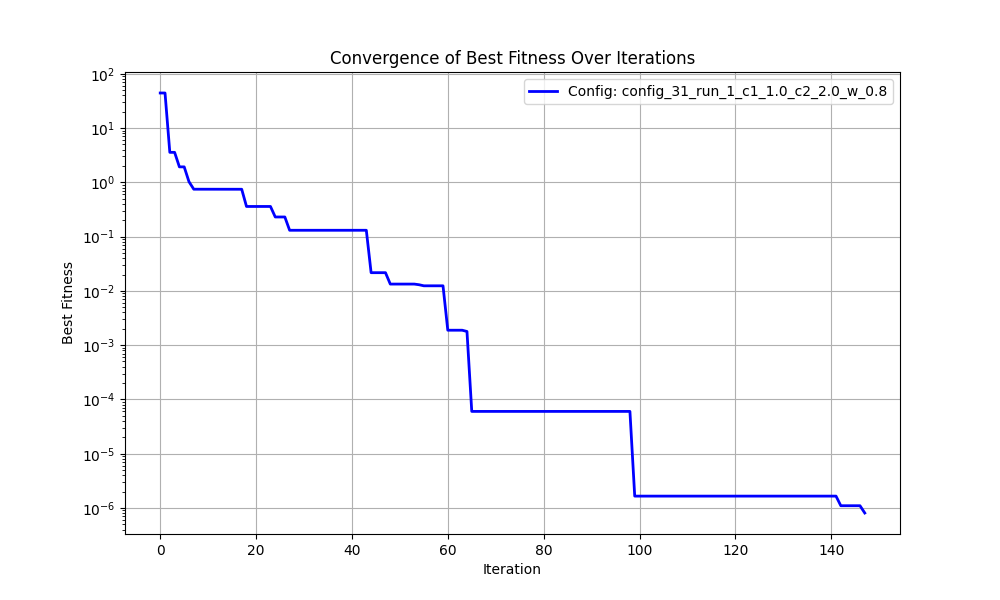 Convergence of Best Fitness Over Iterations
Config: config_31_run_1_c1_1.0_c2_2.0_w_0.8
Best Fitness
10²
10¹
10⁰
10⁻¹
10⁻²
10⁻³
10⁻⁴
10⁻⁵
10⁻⁶
0 20 40 60 80 100 120 140
Iteration